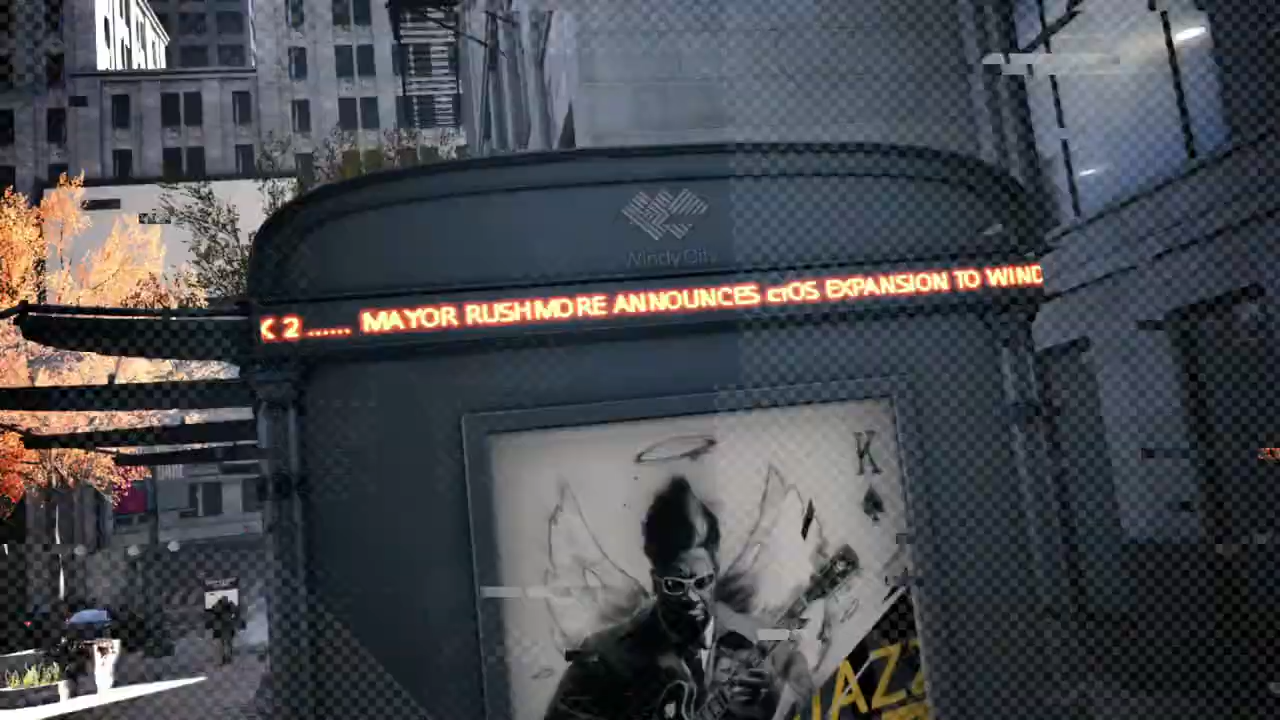 Windy City
K 2 ...... MAYOR RUSHMORE ANNOUNCES ctOS EXPANSION TO WIND
K
JAZZ